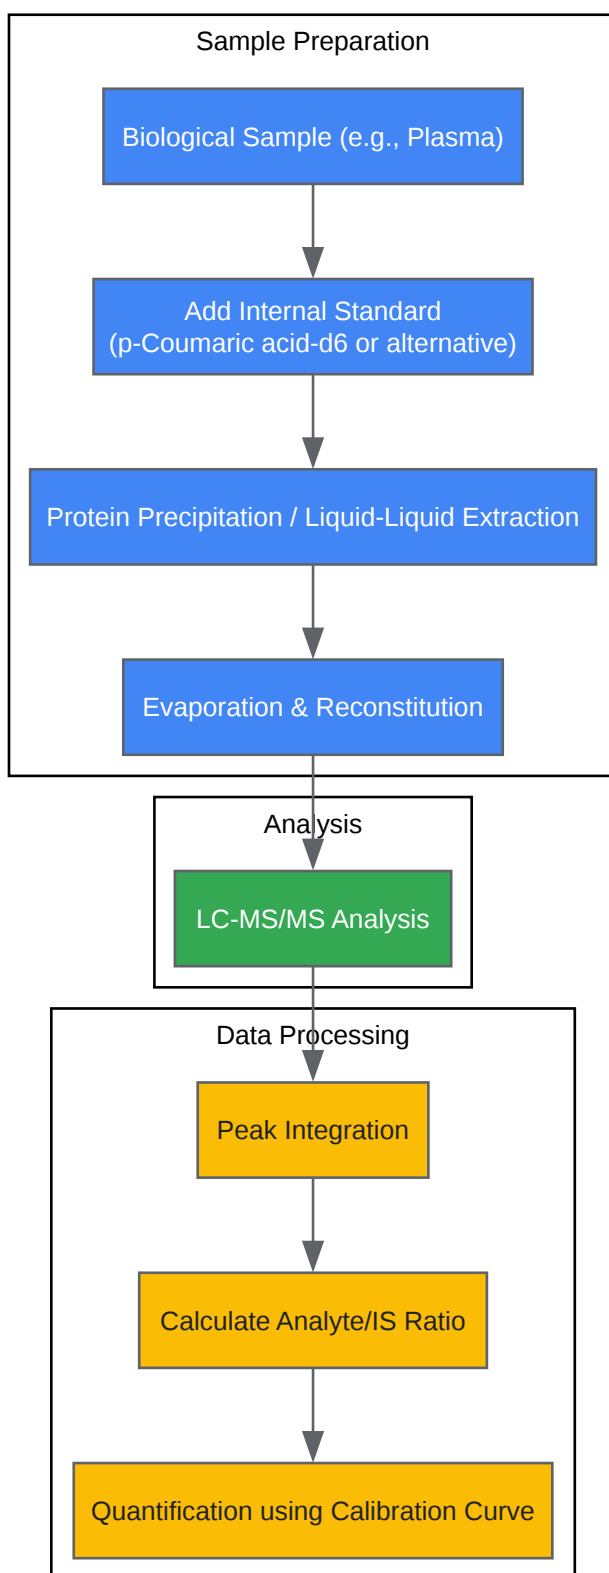 Sample Preparation
Biological Sample (e.g., Plasma)
Add Internal Standard
(p-Coumaric acid-d6 or alternative)
Protein Precipitation / Liquid-Liquid Extraction
Evaporation & Reconstitution
Analysis
LC-MS/MS Analysis
Data Processing
Peak Integration
Calculate Analyte/IS Ratio
Quantification using Calibration Curve